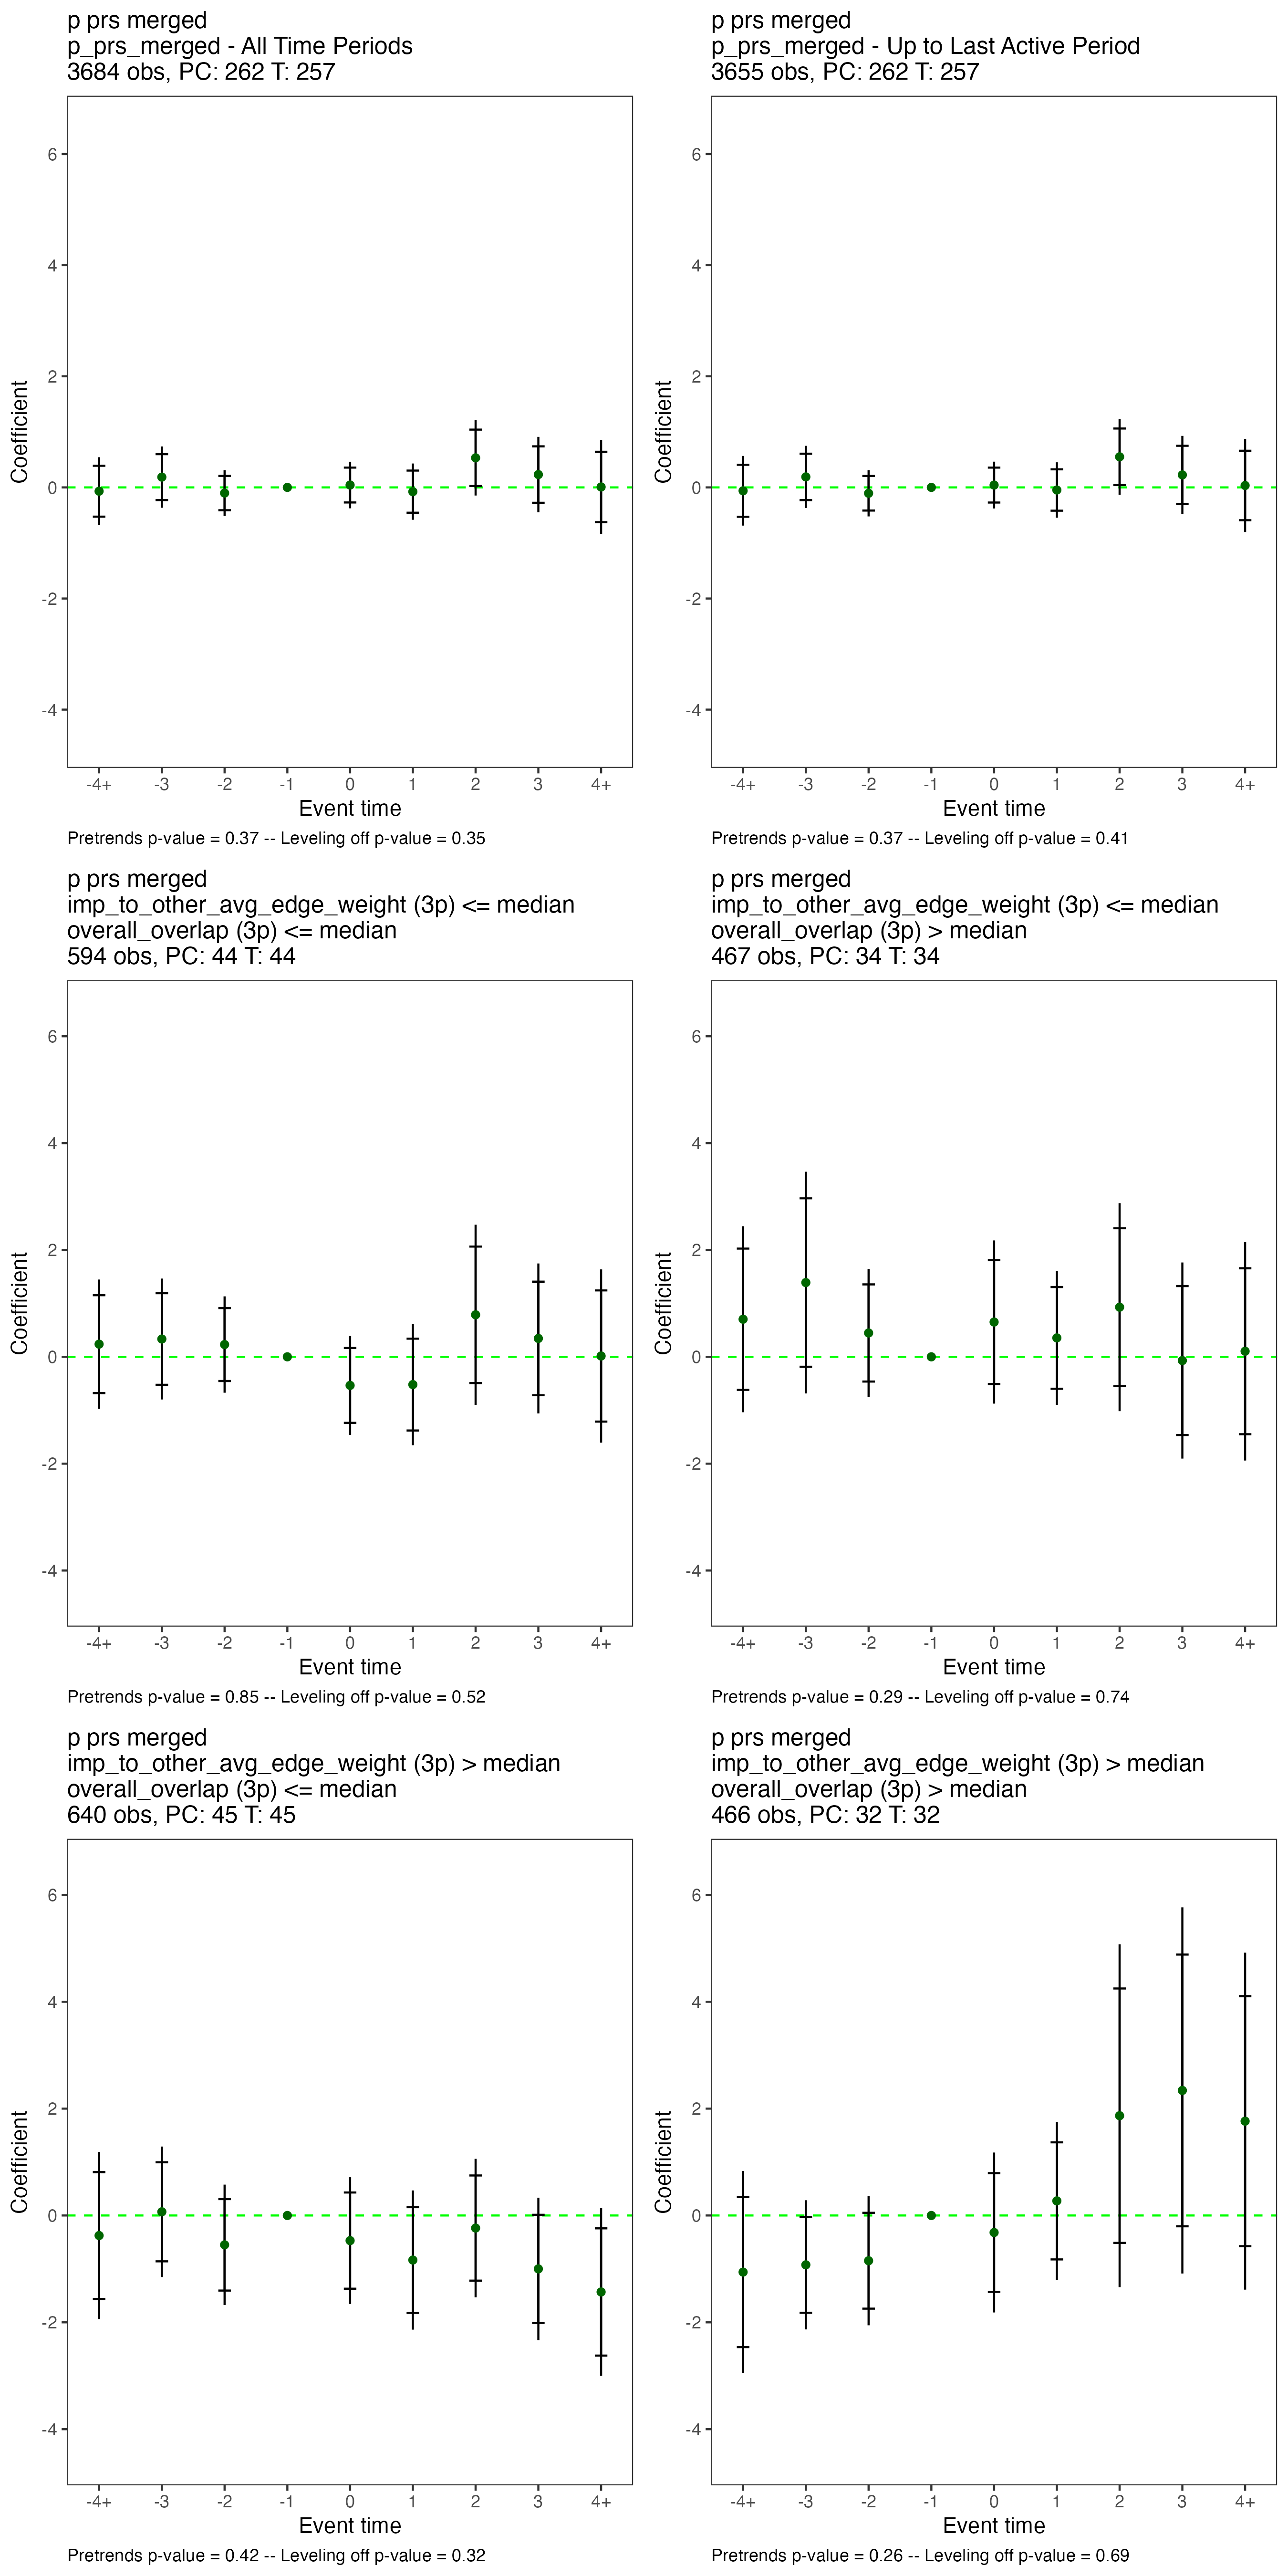 p prs merged
p_prs_merged - All Time Periods
3684 obs, PC: 262 T: 257
Coefficient
6
4
2
0
-2
-4
-4+ -3 -2 -1 0 1 2 3 4+
Event time
Pretrends p-value = 0.37 -- Leveling off p-value = 0.35
p prs merged
p_prs_merged - Up to Last Active Period
3655 obs, PC: 262 T: 257
Coefficient
6
4
2
0
-2
-4
-4+ -3 -2 -1 0 1 2 3 4+
Event time
Pretrends p-value = 0.37 -- Leveling off p-value = 0.41
p prs merged
imp_to_other_avg_edge_weight (3p) <= median
overall_overlap (3p) <= median
594 obs, PC: 44 T: 44
Coefficient
6
4
2
0
-2
-4
-4+ -3 -2 -1 0 1 2 3 4+
Event time
Pretrends p-value = 0.85 -- Leveling off p-value = 0.52
p prs merged
imp_to_other_avg_edge_weight (3p) <= median
overall_overlap (3p) > median
467 obs, PC: 34 T: 34
Coefficient
6
4
2
0
-2
-4
-4+ -3 -2 -1 0 1 2 3 4+
Event time
Pretrends p-value = 0.29 -- Leveling off p-value = 0.74
p prs merged
imp_to_other_avg_edge_weight (3p) > median
overall_overlap (3p) <= median
640 obs, PC: 45 T: 45
Coefficient
6
4
2
0
-2
-4
-4+ -3 -2 -1 0 1 2 3 4+
Event time
Pretrends p-value = 0.42 -- Leveling off p-value = 0.32
p prs merged
imp_to_other_avg_edge_weight (3p) > median
overall_overlap (3p) > median
466 obs, PC: 32 T: 32
Coefficient
6
4
2
0
-2
-4
-4+ -3 -2 -1 0 1 2 3 4+
Event time
Pretrends p-value = 0.26 -- Leveling off p-value = 0.69